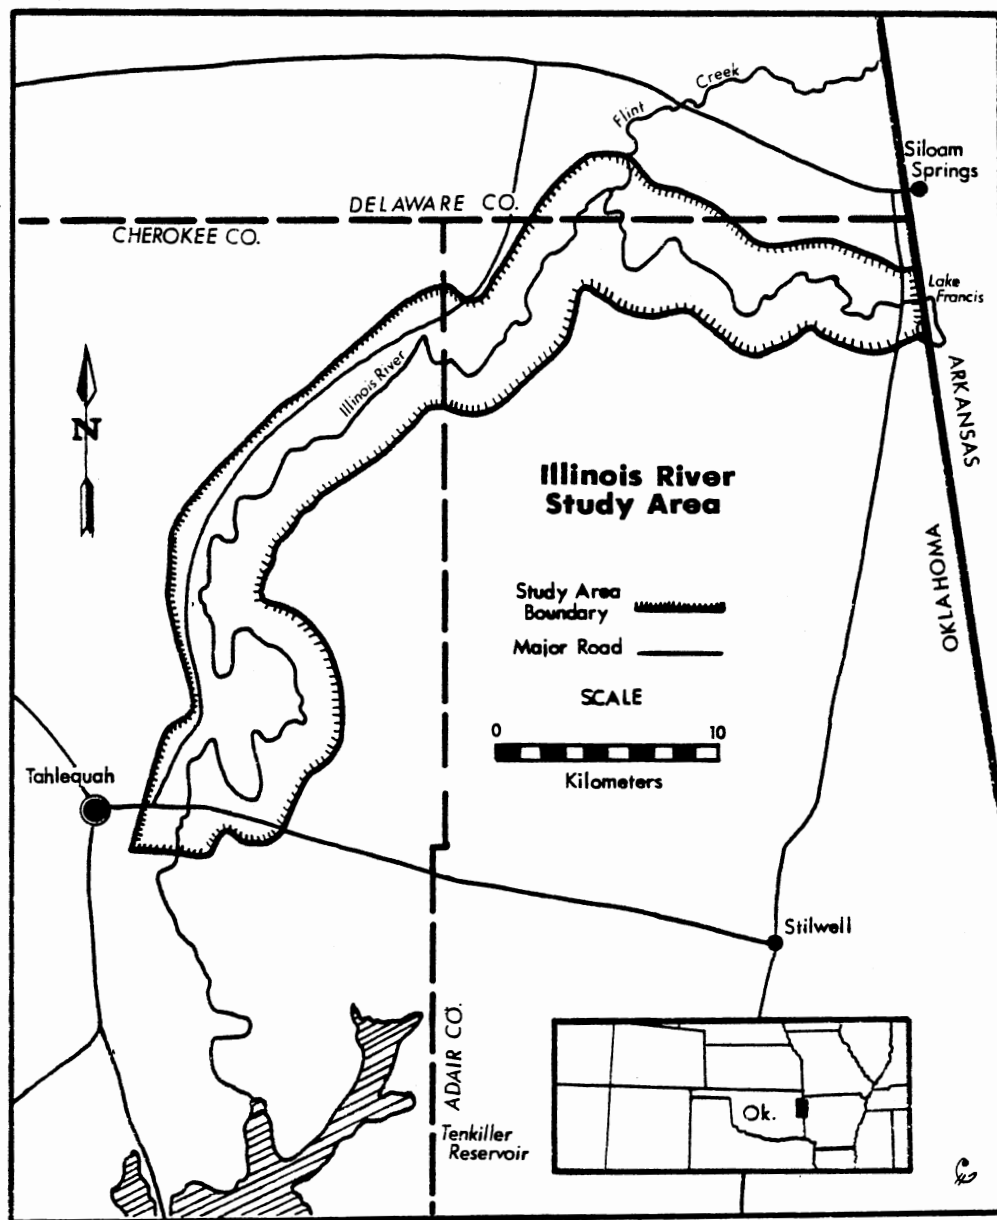 Flint Creek
Siloam
Springs
DELAWARE CO.
CHEROKEE CO.
Lake
Francis
Illinois River
N
ARKANSAS
OKLAHOMA
Illinois River
Study Area
Study Area
Boundary
Major Road
SCALE
0 10
Kilometers
Tahlequah
Stilwell
ADAIR CO.
Tenkiller
Reservoir
Ok.